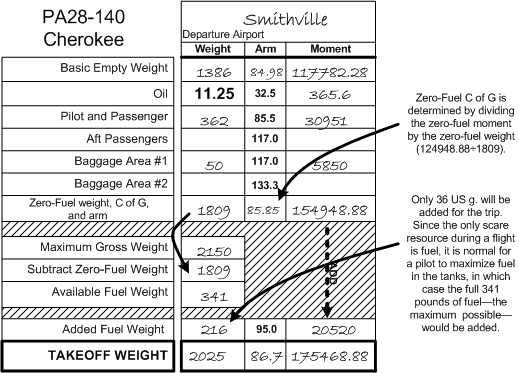 PA28-140
Cherokee
Smithville
Departure Airport
Weight Arm Moment
Basic Empty Weight 1386 84.98 117782.28
Oil 11.25 32.5 365.6
Pilot and Passenger 362 85.5 30951
Aft Passengers 117.0
Baggage Area #1 50 117.0 5850
Baggage Area #2 133.3
Zero-Fuel weight, C of G, and arm 1809 85.85 154948.88
Maximum Gross Weight 2150
Subtract Zero-Fuel Weight 1809
Available Fuel Weight 341
ADD
Added Fuel Weight 216 95.0 20520
TAKEOFF WEIGHT 2025 86.7 175468.88
Zero-Fuel C of G is
determined by dividing
the zero-fuel moment
by the zero-fuel weight
(124948.88÷1809).
Only 36 US g. will be
added for the trip.
Since the only scare
resource during a flight
is fuel, it is normal for
a pilot to maximize fuel
in the tanks, in which
case the full 341
pounds of fuel—the
maximum possible—
would be added.